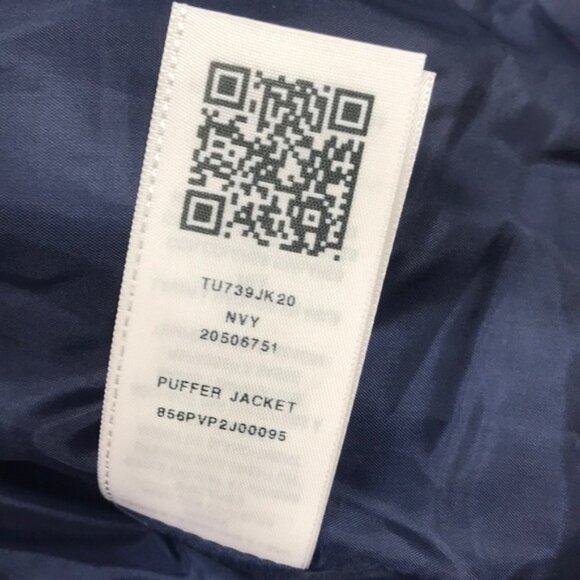 TU739JK20
NVY
20506751
PUFFER JACKET
856PVP2J00095